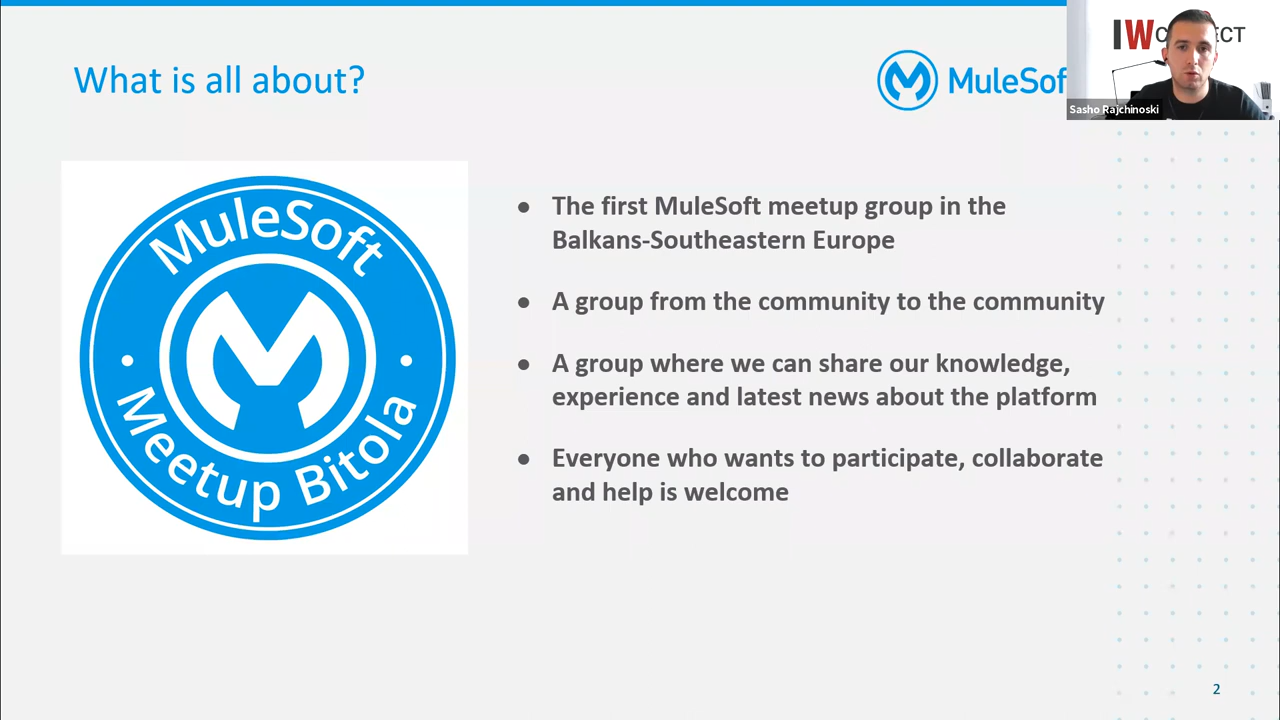 What is all about?
MuleSof
IW C ECT
Sasho Rajchinoski
MuleSoft
Meetup Bitola
● The first MuleSoft meetup group in the
Balkans-Southeastern Europe
● A group from the community to the community
● A group where we can share our knowledge,
experience and latest news about the platform
● Everyone who wants to participate, collaborate
and help is welcome
2